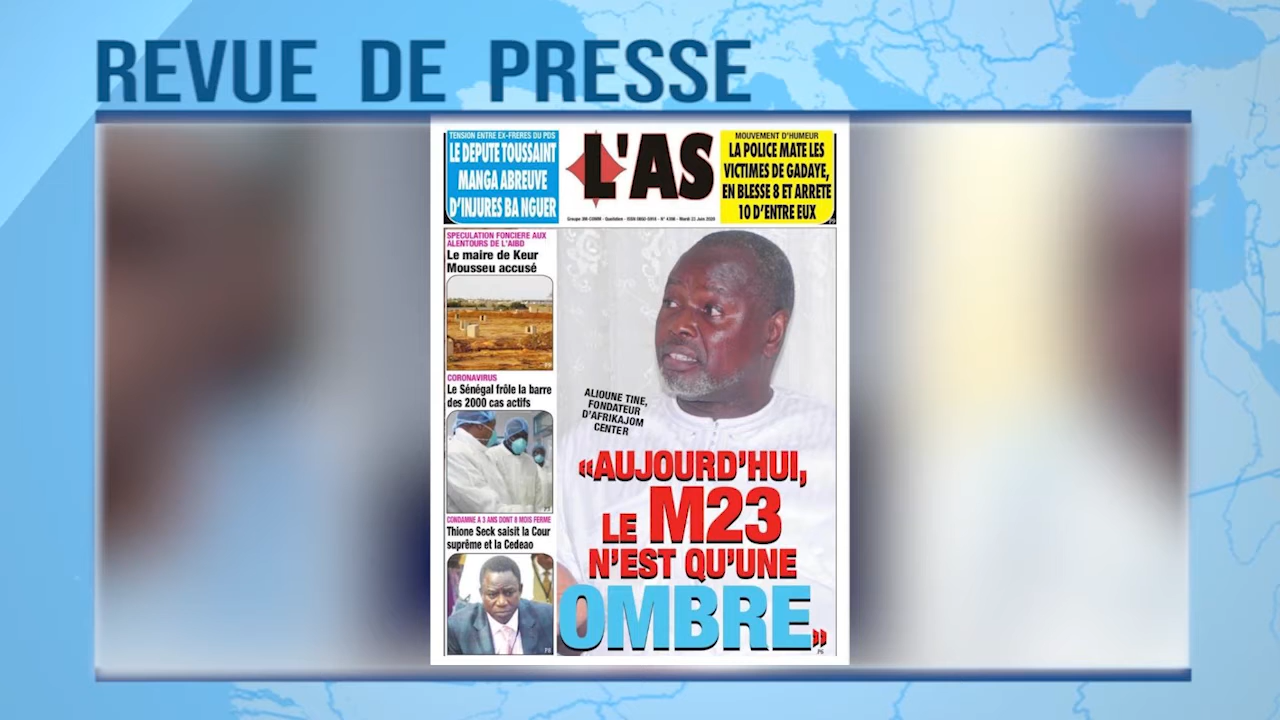 REVUE DE PRESSE
TENSION ENTRE EX-FRERES DU PDS
LE DEPUTE TOUSSAINT
MANGA ABREUVE
D'INJURES BA NGUER
L'AS
MOUVEMENT D'HUMEUR
LA POLICE MATE LES
VICTIMES DE GADAYE,
EN BLESSE 8 ET ARRETE
10 D'ENTRE EUX
SPECULATION FONCIERE AUX
ALENTOURS DE L'AIBD
Le maire de Keur
Mousseu accusé
CORONAVIRUS
Le Sénégal frôle la barre
des 2000 cas actifs
CONDAMNE A 3 ANS DONT 8 MOIS FERME
Thione Seck saisit la Cour
suprême et la Cedeao
ALIOUNE TINE,
FONDATEUR
D'AFRIKAJOM
CENTER
«AUJOURD'HUI,
LE M23
N'EST QU'UNE
OMBRE»